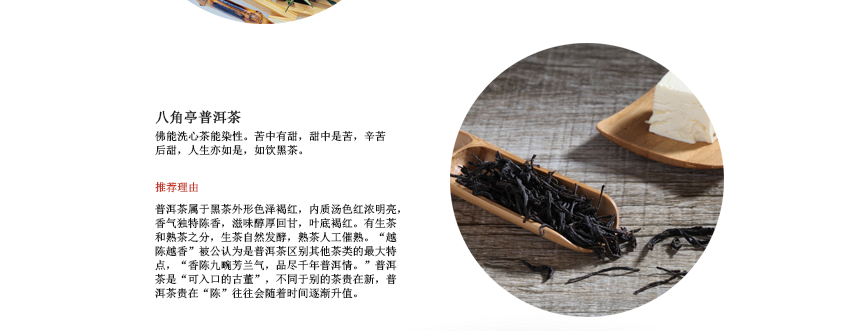 八角亭普洱茶
佛能洗心茶能染性。苦中有甜，甜中是苦，辛苦
后甜，人生亦如是，如饮黑茶。
推荐理由
普洱茶属于黑茶外形色泽褐红，内质汤色红浓明亮，
香气独特陈香，滋味醇厚回甘，叶底褐红。有生茶
和熟茶之分，生茶自然发酵，熟茶人工催熟。“越
陈越香”被公认为是普洱茶区别其他茶类的最大特
点，“香陈九畹芳兰气，品尽千年普洱情。”普洱
茶是“可入口的古董”，不同于别的茶贵在新，普
洱茶贵在“陈”往往会随着时间逐渐升值。